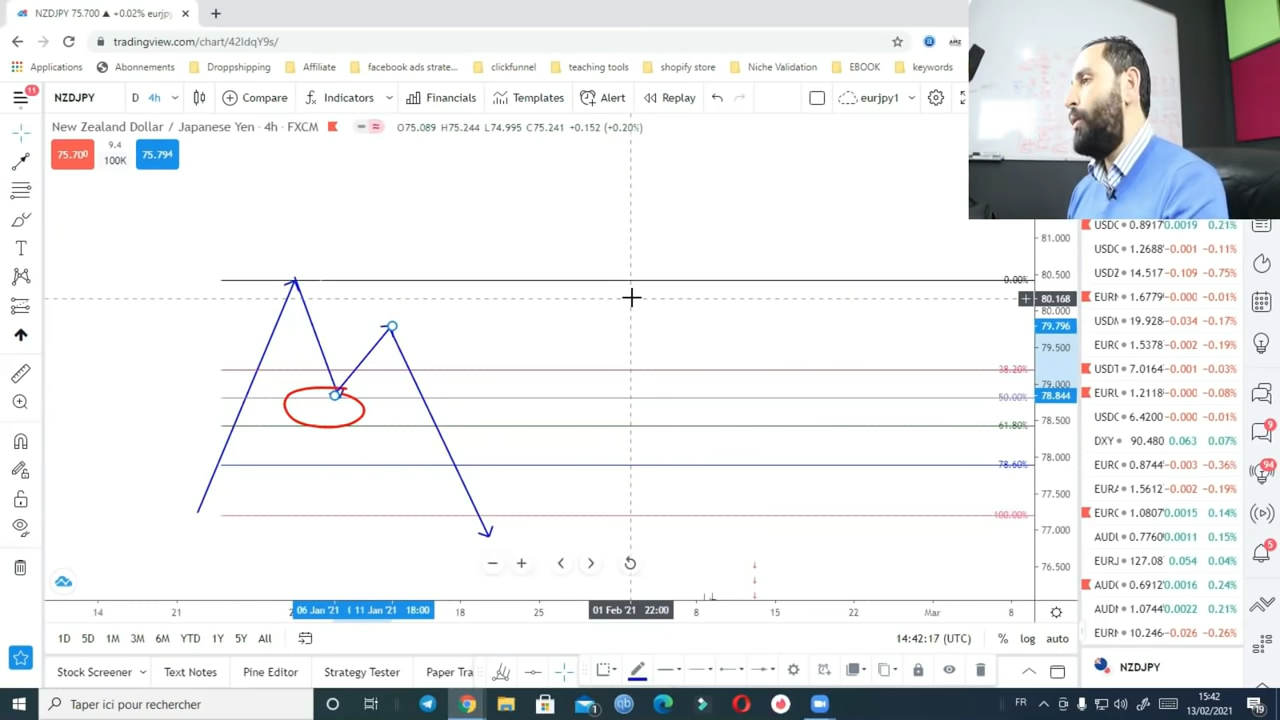 NZDJPY 75.700 ▲ +0.02% eurjpy
tradingview.com/chart/42IdqY9s/
Applications Abonnements Droppshipping Affiliate facebook ads strate... clickfunnel teaching tools shopify store Niche Validation EBOOK keywords
11 NZDJPY D 4h Compare Indicators Financials Templates Alert Replay eurjpy1
New Zealand Dollar / Japanese Yen · 4h · FXCM O75.089 H75.244 L74.995 C75.241 +0.152 (+0.20%)
75.700 9.4 100K 75.794
81.000
80.500
80.168
80.000
79.796
79.500
79.000
78.844
78.500
78.000
77.500
77.000
76.500
0.00%
38.20%
50.00%
61.80%
78.60%
100.00%
USDC 0.8917 0.0019 0.21%
USDC 1.2688 -0.001 -0.11%
USDZ 14.517 -0.109 -0.75%
EURN 1.6779 -0.000 -0.01%
USDM 19.928 -0.034 -0.17%
EURC 1.5378 -0.002 -0.19%
USDT 7.0164 -0.001 -0.03%
EURU 1.2118 -0.000 -0.08%
USDC 6.4200 -0.000 -0.01%
DXY 90.480 0.063 0.07%
EURC 0.8744 -0.003 -0.36%
EURA 1.5612 -0.002 -0.19%
EURC 1.0807 0.0015 0.14%
AUDU 0.7760 0.0011 0.15%
EURJ 127.08 0.054 0.04%
AUDC 0.6912 0.0016 0.24%
AUDN 1.0744 0.0022 0.21%
EURN 10.246 -0.026 -0.26%
NZDJPY
9
94
5
14 21 06 Jan '21 11 Jan '21 18:00 18 25 01 Feb '21 22:00 8 15 22 Mar 8
1D 5D 1M 3M 6M YTD 1Y 5Y All 14:42:17 (UTC) % log auto
Stock Screener Text Notes Pine Editor Strategy Tester Paper Tra
Taper ici pour rechercher
1
FR 15:42
13/02/2021
19